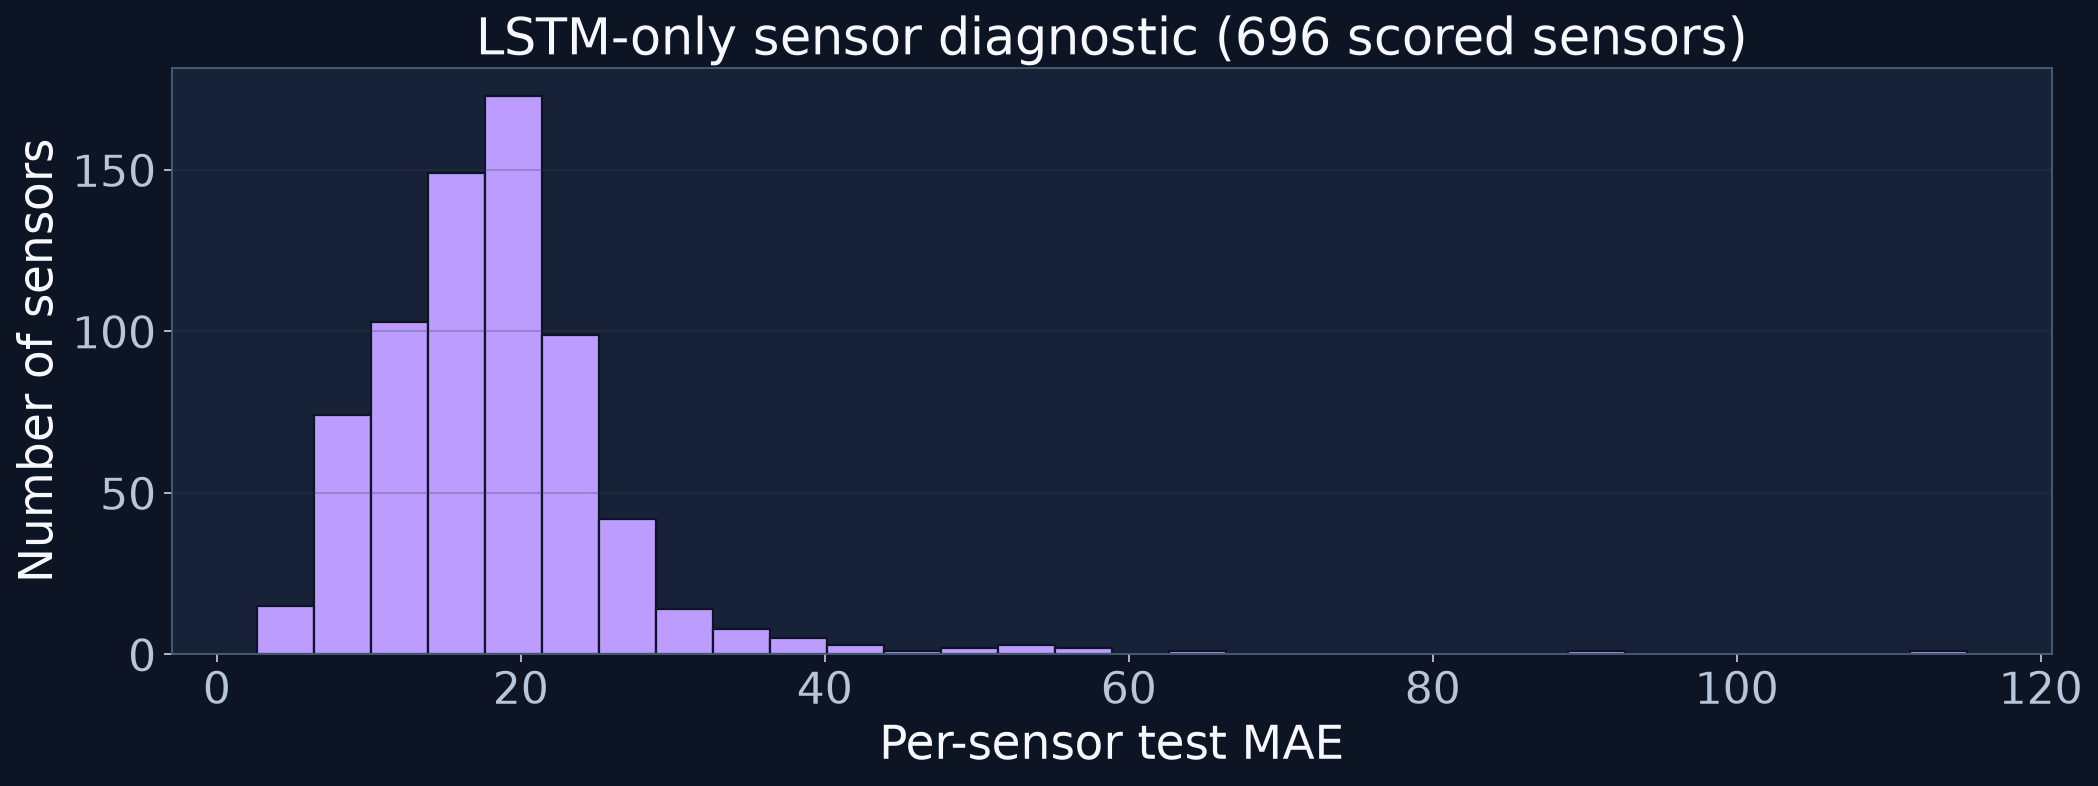 LSTM-only sensor diagnostic (696 scored sensors)
Number of sensors
150
100
50
0
0 20 40 60 80 100 120
Per-sensor test MAE